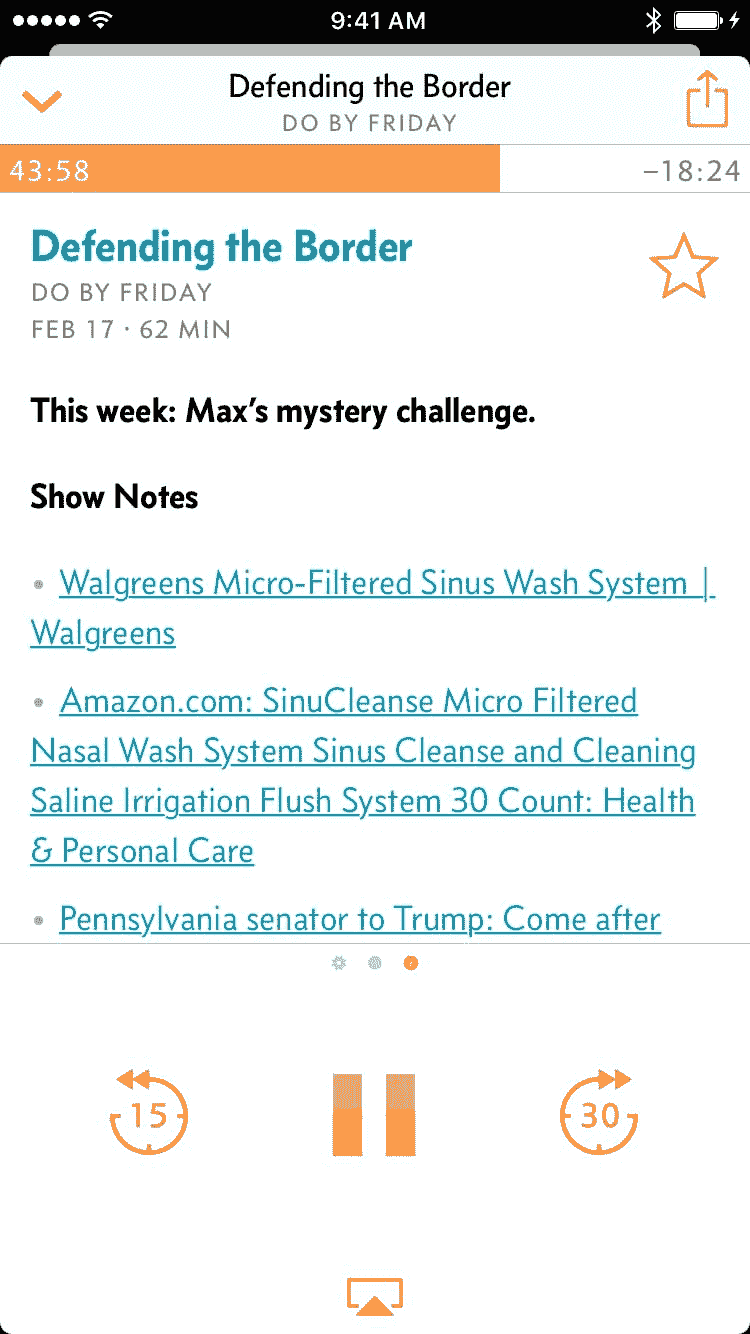 9:41 AM
Defending the Border
DO BY FRIDAY
43:58
−18:24
Defending the Border
DO BY FRIDAY
FEB 17 · 62 MIN
This week: Max’s mystery challenge.
Show Notes
• Walgreens Micro-Filtered Sinus Wash System |
Walgreens
• Amazon.com: SinuCleanse Micro Filtered
Nasal Wash System Sinus Cleanse and Cleaning
Saline Irrigation Flush System 30 Count: Health
& Personal Care
• Pennsylvania senator to Trump: Come after
15
30